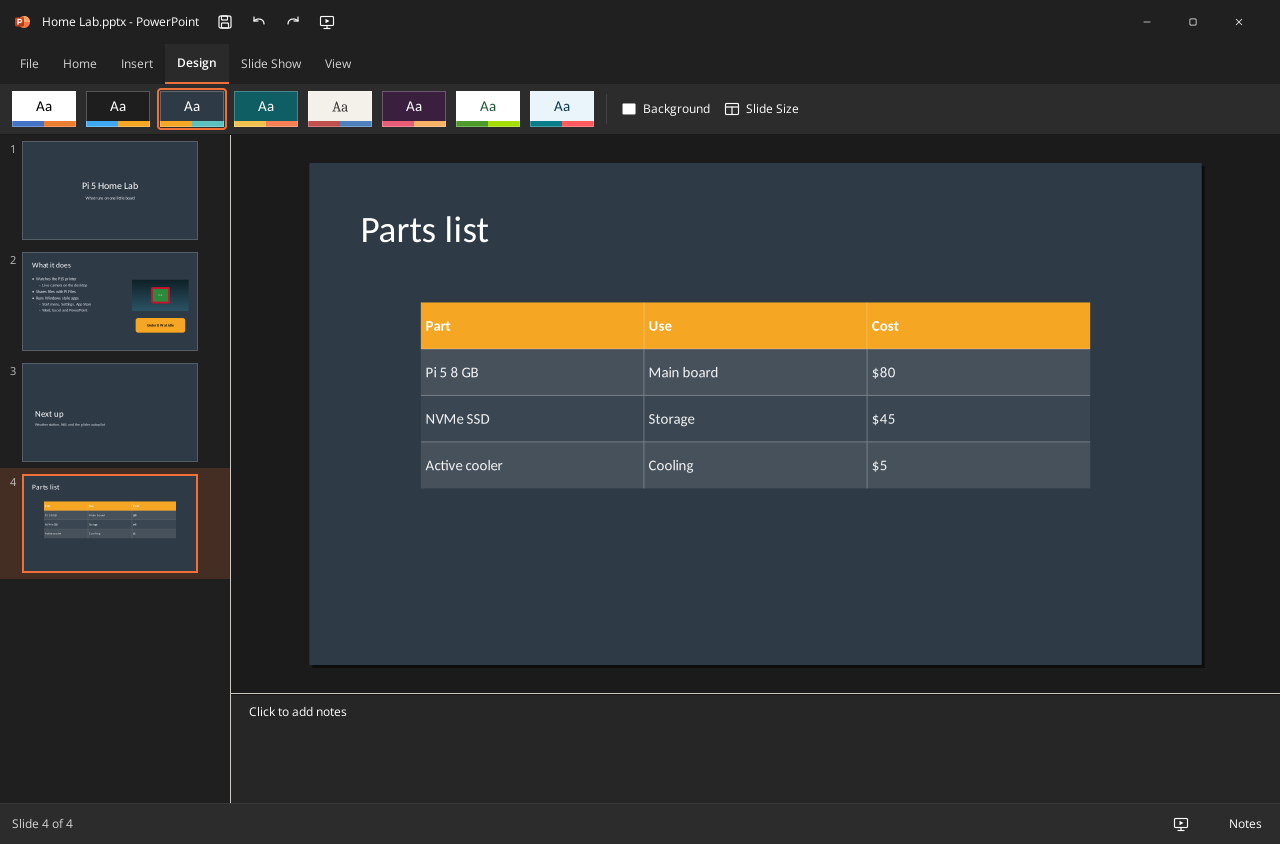 Home Lab.pptx - PowerPoint
File Home Insert Design Slide Show View
Aa Aa Aa Aa Aa Aa Aa Aa Background Slide Size
1
Pi 5 Home Lab
2
What it does
3
Next up
4
Parts list
Parts list
Part Use Cost
Pi 5 8 GB Main board $80
NVMe SSD Storage $45
Active cooler Cooling $5
Click to add notes
Slide 4 of 4
Notes